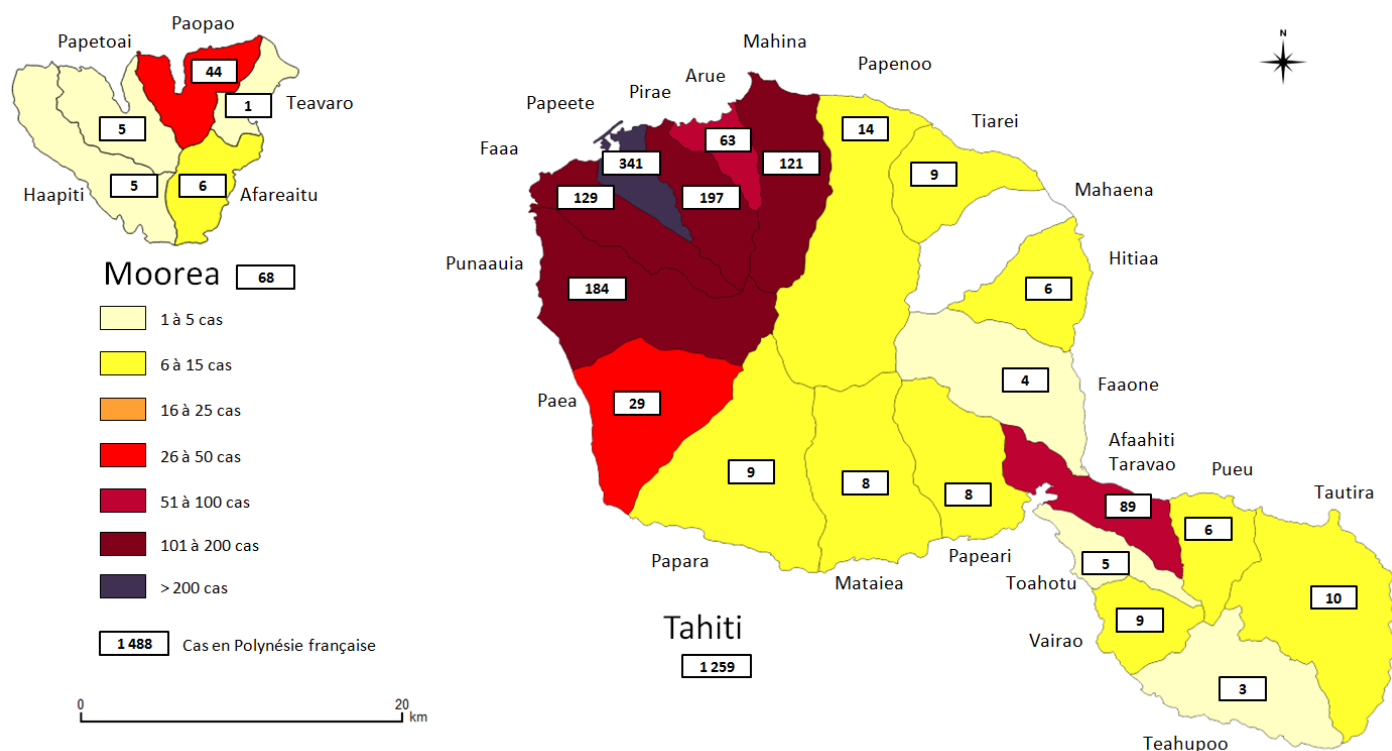 Paopao
Papetoai
44
Teavaro
1
5
Haapiti
5
6
Afareaitu
Moorea 68
1 à 5 cas
6 à 15 cas
16 à 25 cas
26 à 50 cas
51 à 100 cas
101 à 200 cas
> 200 cas
1 488 Cas en Polynésie française
0 20
km
N
Mahina
Papenoo
Arue
Pirae
Papeete
Tiarei
Faaa
14
63
341
121
9
129
197
Mahaena
Punaauia
Hitiaa
184
6
4
Faaone
Paea
29
Afaahiti
Taravao
Pueu
Tautira
9
8
8
89
6
Papara
Mataiea
Papeari
5
Toahotu
10
9
Vairao
Tahiti
1 259
3
Teahupoo